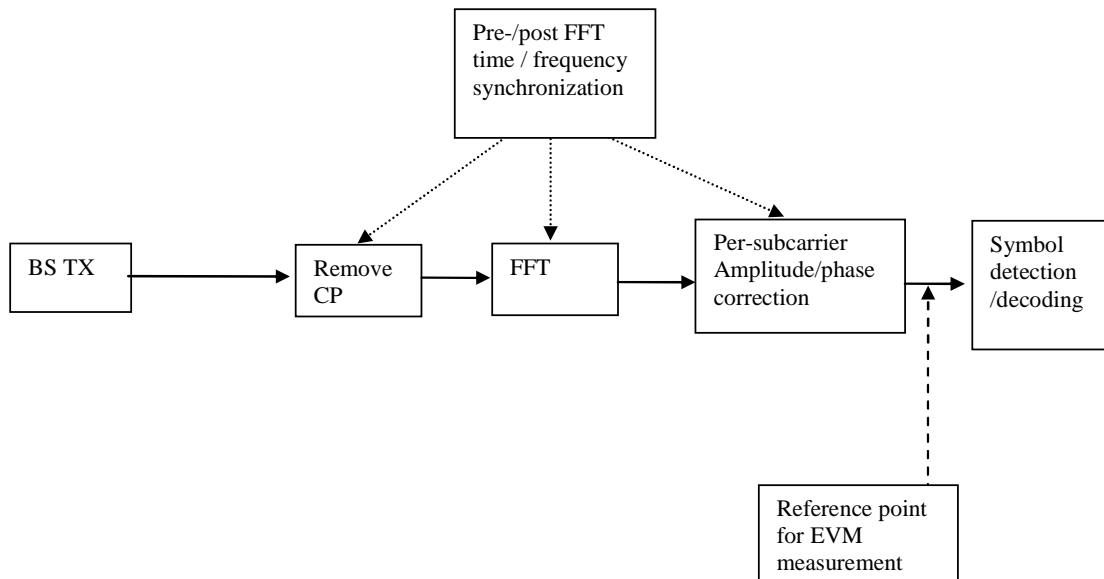 Pre-/post FFT
time / frequency
synchronization
BS TX
Remove
CP
FFT
Per-subcarrier
Amplitude/phase
correction
Symbol
detection
/decoding
Reference point
for EVM
measurement